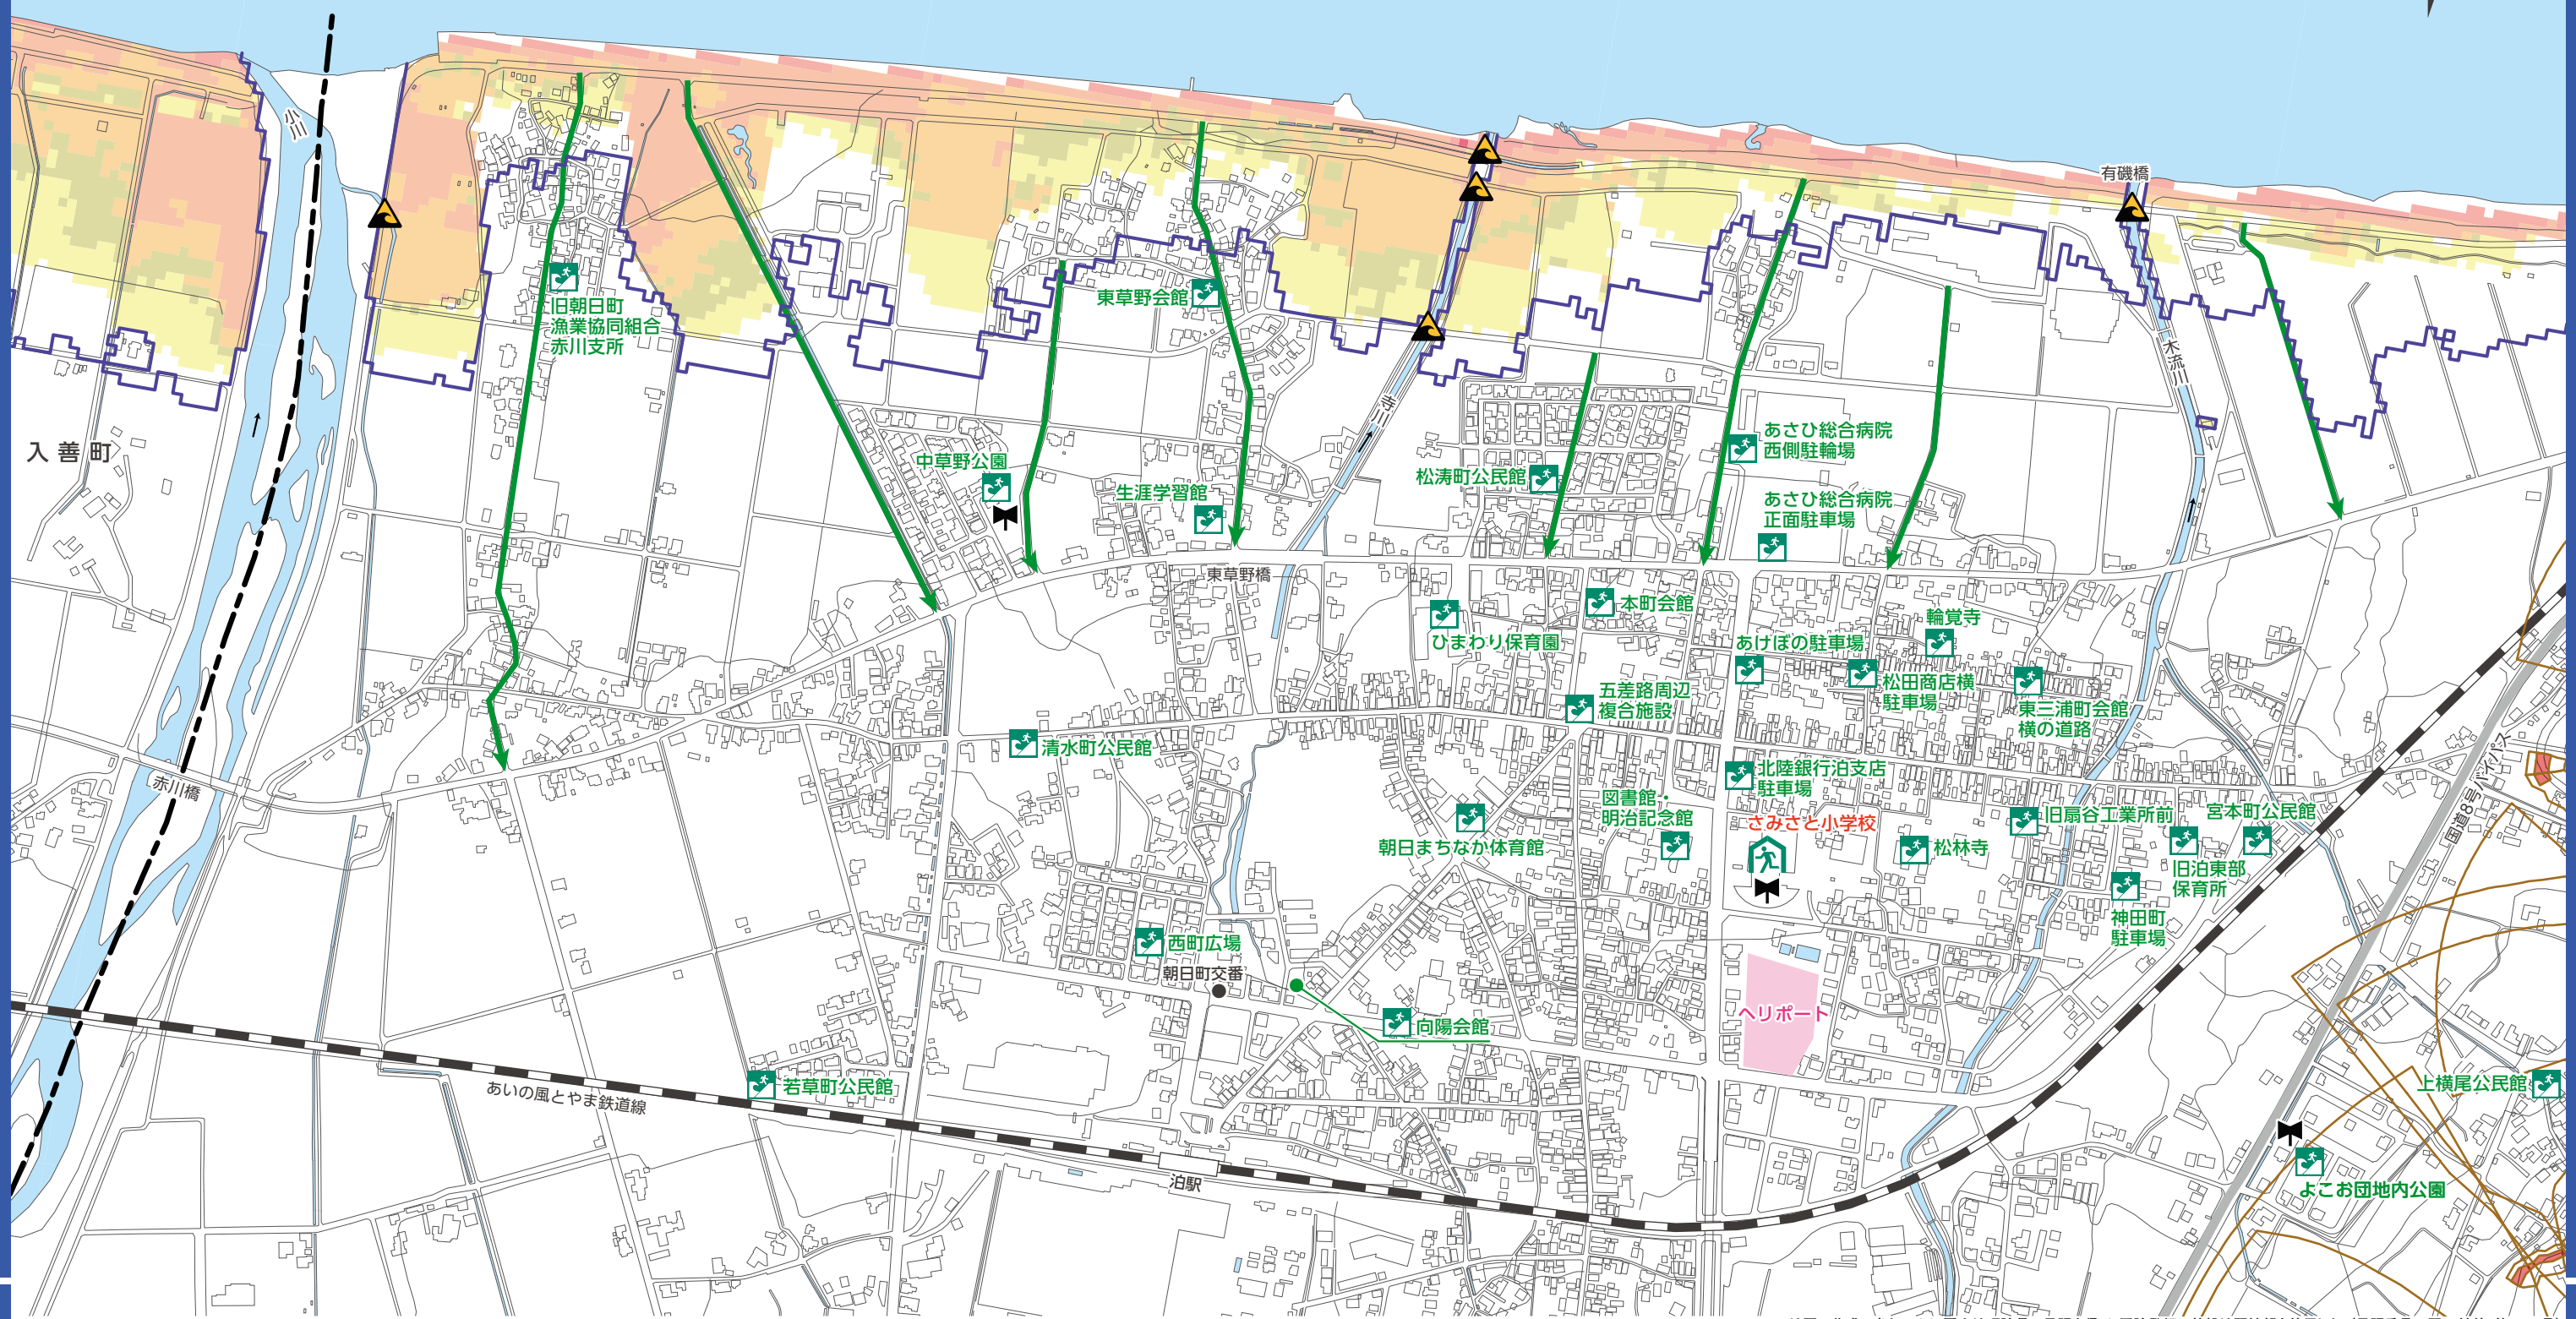 小川
有磯橋
旧朝日町
漁業協同組合
赤川支所
東草野会館
木流川
寺川
入善町
中草野公園
生涯学習館
松涛町公民館
あさひ総合病院
西側駐輪場
あさひ総合病院
正面駐車場
東草野橋
本町会館
ひまわり保育園
輪覚寺
あけぼの駐車場
松田商店横
駐車場
五差路周辺
複合施設
東三浦町会館
横の道路
清水町公民館
赤川橋
北陸銀行泊支店
駐車場
国道8号バイパス
図書館・
明治記念館
さみさと小学校
旧扇谷工業所前
宮本町公民館
朝日まちなか体育館
松林寺
旧泊東部
保育所
神田町
駐車場
西町広場
朝日町交番
ヘリポート
向陽会館
若草町公民館
あいの風とやま鉄道線
上横尾公民館
泊駅
よこお団地内公園